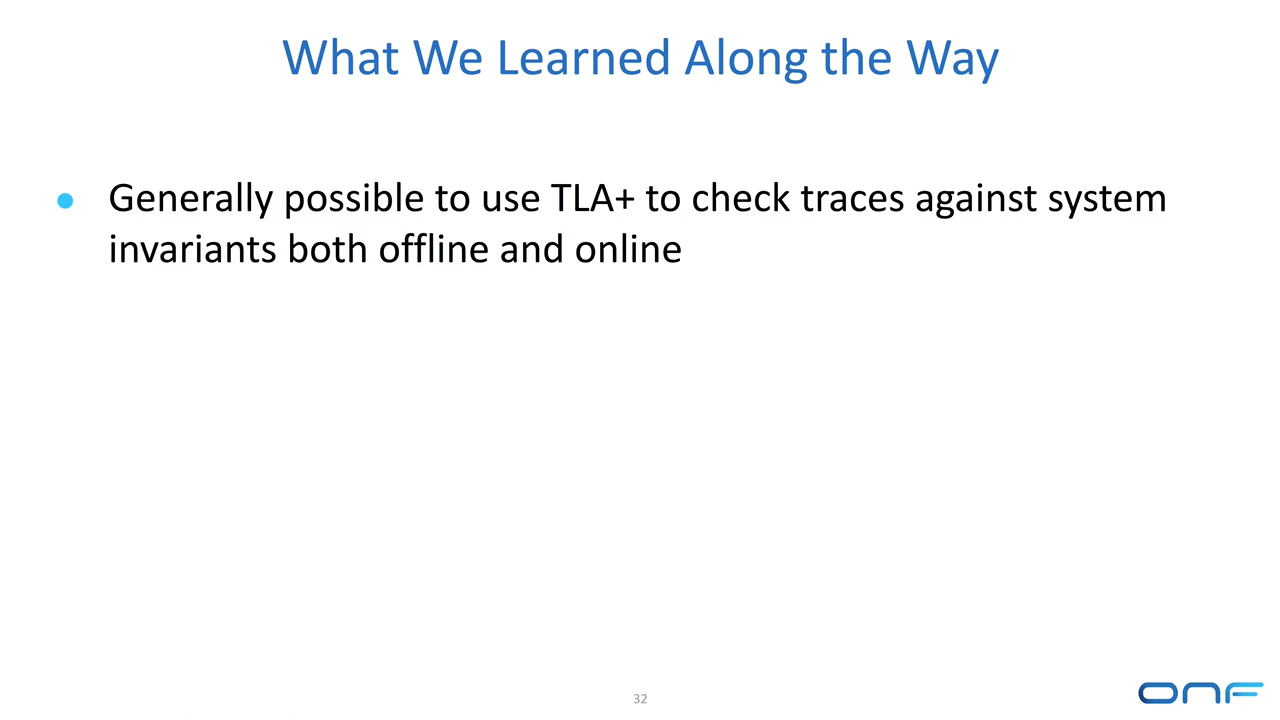 What We Learned Along the Way
● Generally possible to use TLA+ to check traces against system
invariants both offline and online
32
ONF